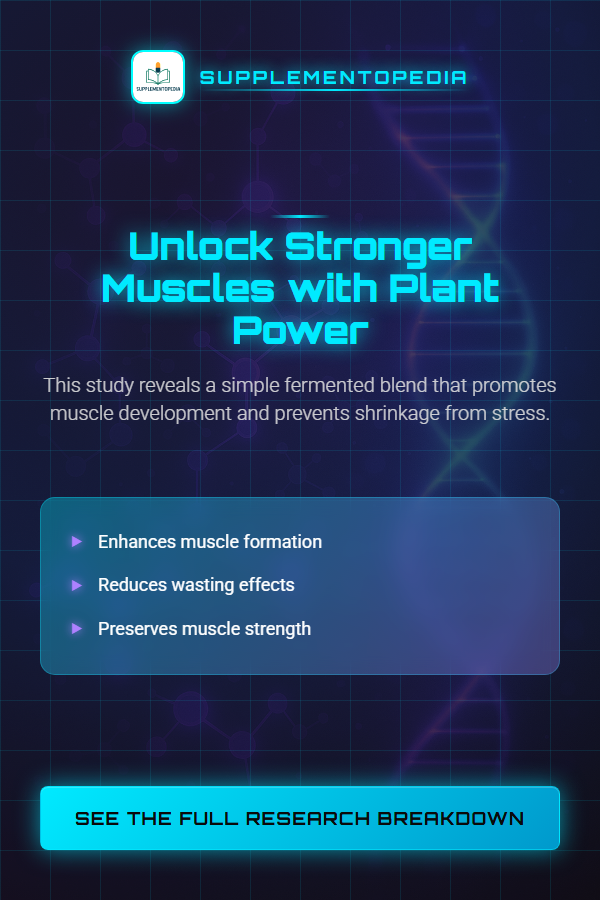 SUPPLEMENTOPEDIA
SUPPLEMENTOPEDIA
Unlock Stronger
Muscles with Plant
Power
This study reveals a simple fermented blend that promotes
muscle development and prevents shrinkage from stress.
Enhances muscle formation
Reduces wasting effects
Preserves muscle strength
SEE THE FULL RESEARCH BREAKDOWN